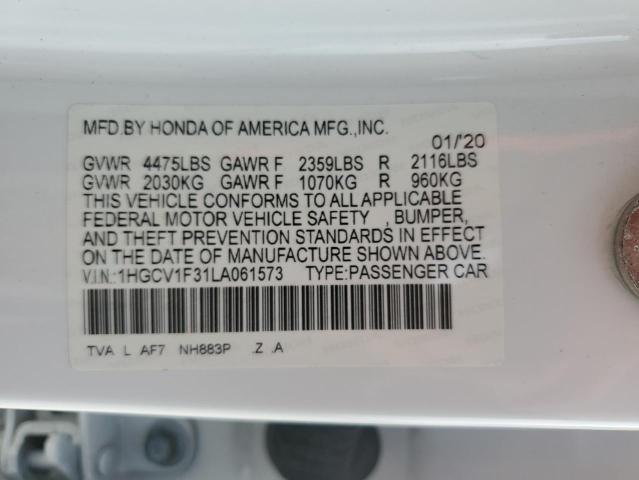 MFD.BY HONDA OF AMERICA MFG.,INC.
01/'20
GVWR 4475LBS GAWR F 2359LBS R 2116LBS
GVWR 2030KG GAWR F 1070KG R 960KG
THIS VEHICLE CONFORMS TO ALL APPLICABLE
FEDERAL MOTOR VEHICLE SAFETY , BUMPER,
AND THEFT PREVENTION STANDARDS IN EFFECT
ON THE DATE OF MANUFACTURE SHOWN ABOVE.
V.I.N.:1HGCV1F31LA061573 TYPE:PASSENGER CAR
TVA L AF7 NH883P .Z .A